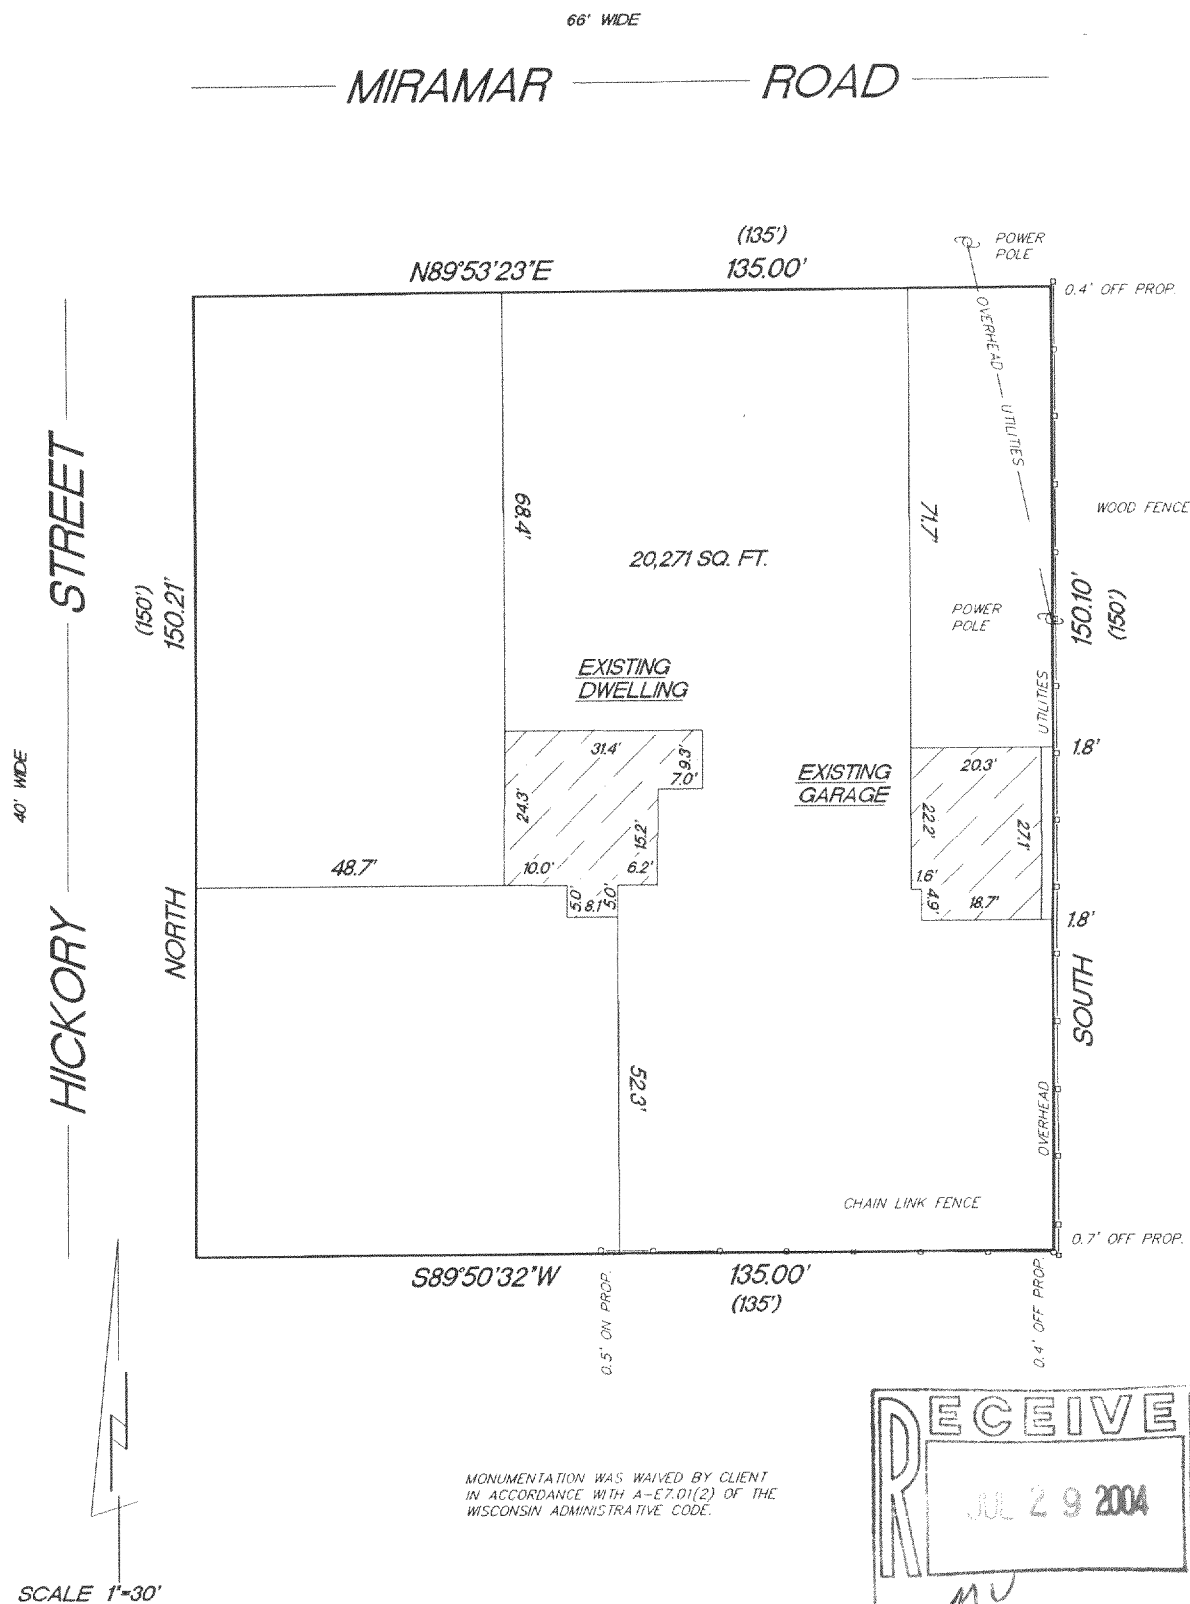 66' WIDE
MIRAMAR ROAD
(135')
N89°53'23"E 135.00'
POWER
POLE
0.4' OFF PROP.
OVERHEAD
UTILITIES
WOOD FENCE
HICKORY STREET
40' WIDE
(150')
150.21'
NORTH
68.4'
71.7'
20,271 SQ. FT.
POWER
POLE
150.10'
(150')
SOUTH
UTILITIES
OVERHEAD
EXISTING
DWELLING
31.4'
9.3'
7.0'
24.3'
15.2'
10.0'
6.2'
5.0'
8.1'
5.0'
48.7'
EXISTING
GARAGE
20.3'
22.2'
27.1'
1.6'
4.9'
18.7'
1.8'
1.8'
52.3'
CHAIN LINK FENCE
0.7' OFF PROP.
S89°50'32"W 135.00'
(135')
0.5' ON PROP.
0.4' OFF PROP.
MONUMENTATION WAS WAIVED BY CLIENT
IN ACCORDANCE WITH A-E7.01(2) OF THE
WISCONSIN ADMINISTRATIVE CODE.
RECEIVE
JUL 29 2004
SCALE 1"=30'